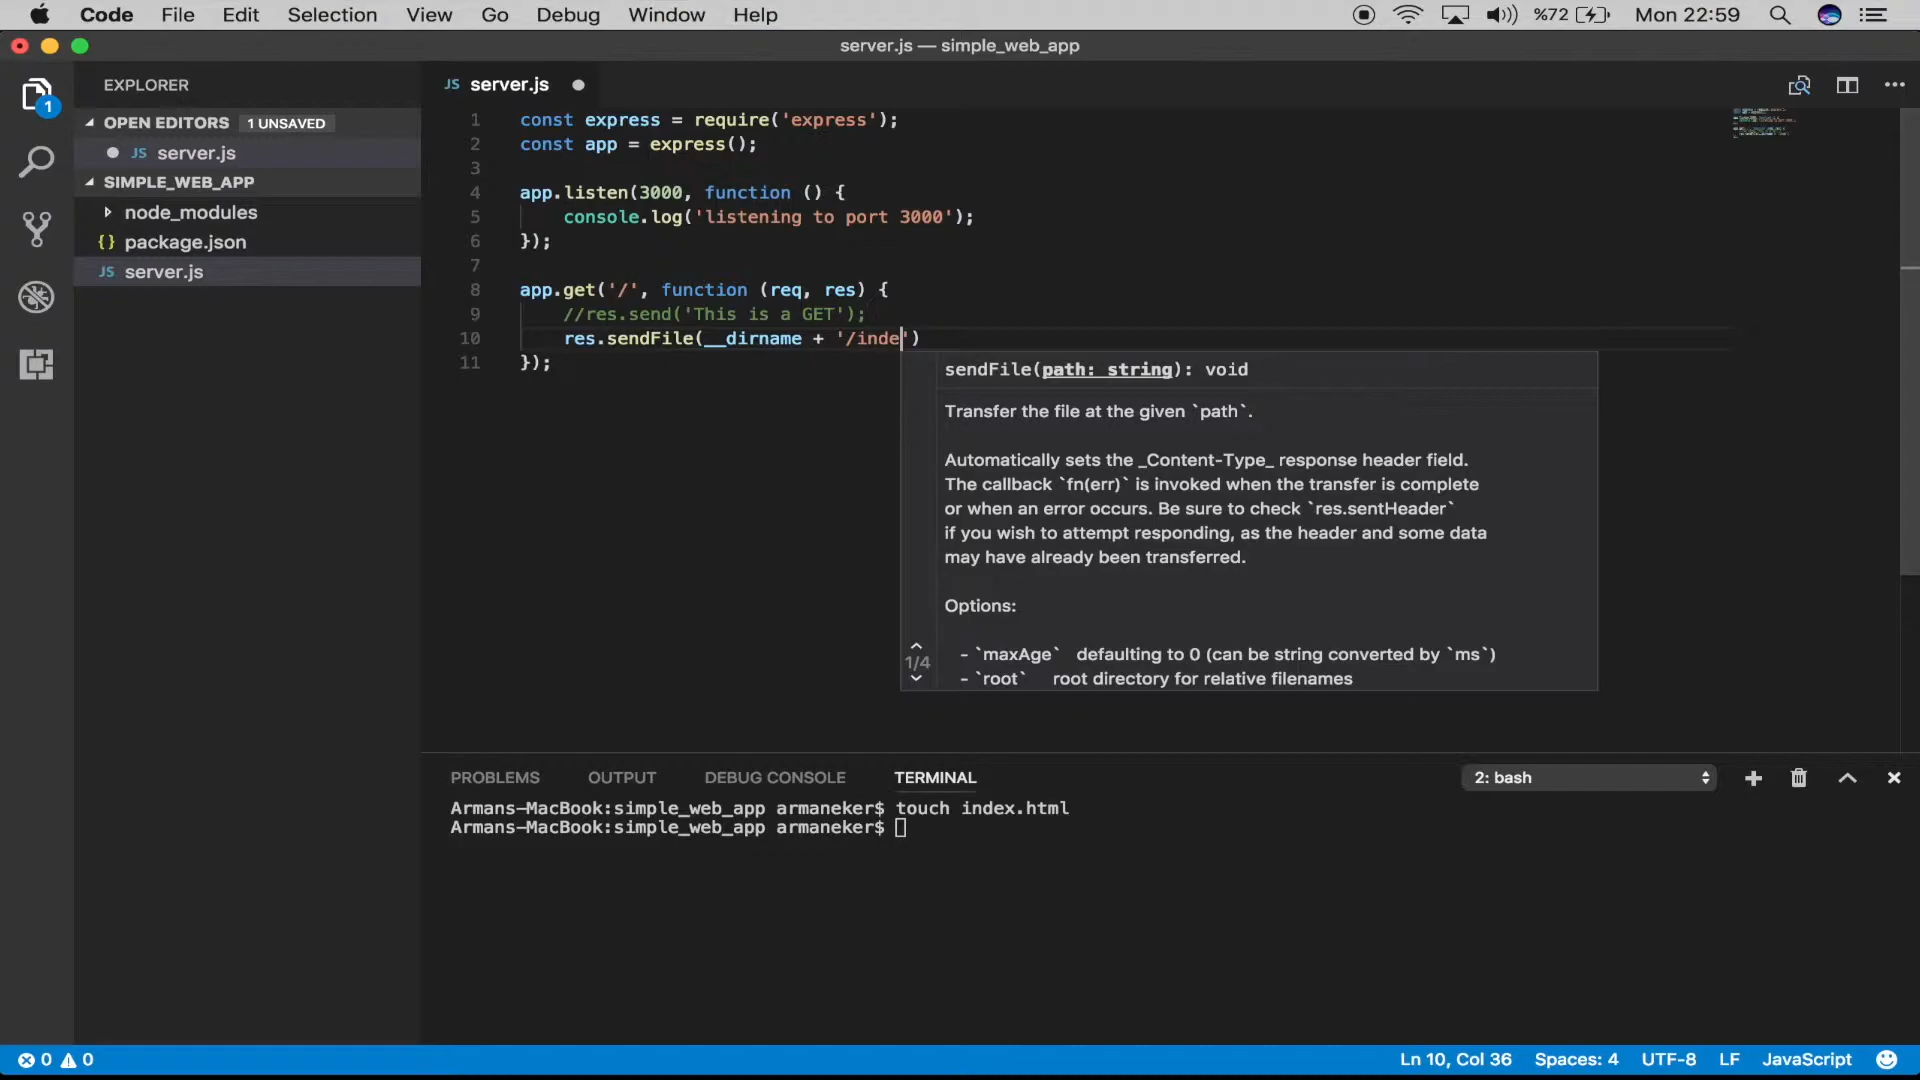 Code File Edit Selection View Go Debug Window Help %72 Mon 22:59
server.js — simple_web_app
EXPLORER
OPEN EDITORS 1 UNSAVED
JS server.js
SIMPLE_WEB_APP
node_modules
{} package.json
JS server.js
1
JS server.js
1 const express = require('express');
2 const app = express();
3
4 app.listen(3000, function () {
5 console.log('listening to port 3000');
6 });
7
8 app.get('/', function (req, res) {
9 //res.send('This is a GET');
10 res.sendFile(__dirname + '/inde')
11 });
sendFile(path: string): void
Transfer the file at the given `path`.
Automatically sets the _Content-Type_ response header field.
The callback `fn(err)` is invoked when the transfer is complete
or when an error occurs. Be sure to check `res.sentHeader`
if you wish to attempt responding, as the header and some data
may have already been transferred.
Options:
- `maxAge` defaulting to 0 (can be string converted by `ms`)
- `root` root directory for relative filenames
1/4
PROBLEMS OUTPUT DEBUG CONSOLE TERMINAL 2: bash
Armans-MacBook:simple_web_app armaneker$ touch index.html
Armans-MacBook:simple_web_app armaneker$
0 0 Ln 10, Col 36 Spaces: 4 UTF-8 LF JavaScript